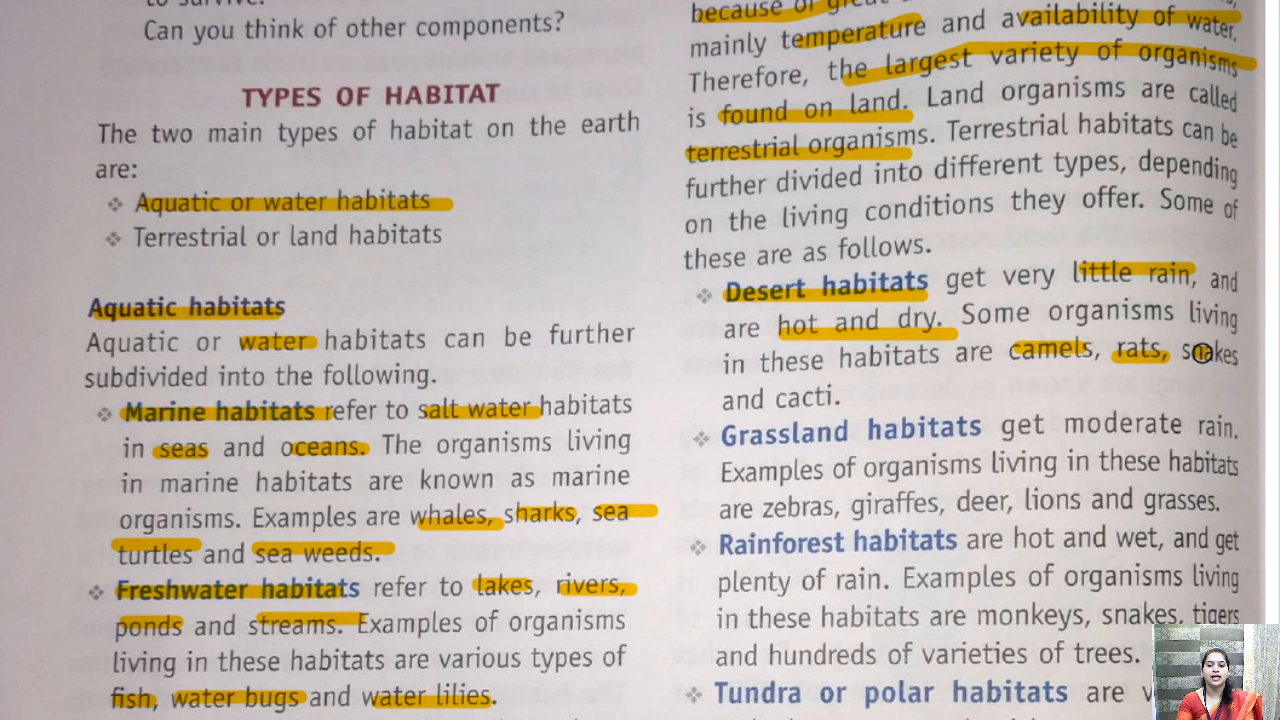 to survive.
Can you think of other components?
TYPES OF HABITAT
The two main types of habitat on the earth
are:
❖ Aquatic or water habitats
❖ Terrestrial or land habitats
Aquatic habitats
Aquatic or water habitats can be further
subdivided into the following.
❖ Marine habitats refer to salt water habitats
in seas and oceans. The organisms living
in marine habitats are known as marine
organisms. Examples are whales, sharks, sea
turtles and sea weeds.
❖ Freshwater habitats refer to lakes, rivers,
ponds and streams. Examples of organisms
living in these habitats are various types of
fish, water bugs and water lilies.
because of great
mainly temperature and availability of water.
Therefore, the largest variety of organisms
is found on land. Land organisms are called
terrestrial organisms. Terrestrial habitats can be
further divided into different types, depending
on the living conditions they offer. Some of
these are as follows.
❖ Desert habitats get very little rain, and
are hot and dry. Some organisms living
in these habitats are camels, rats, snakes
and cacti.
❖ Grassland habitats get moderate rain.
Examples of organisms living in these habitats
are zebras, giraffes, deer, lions and grasses.
❖ Rainforest habitats are hot and wet, and get
plenty of rain. Examples of organisms living
in these habitats are monkeys, snakes, tigers
and hundreds of varieties of trees.
❖ Tundra or polar habitats are